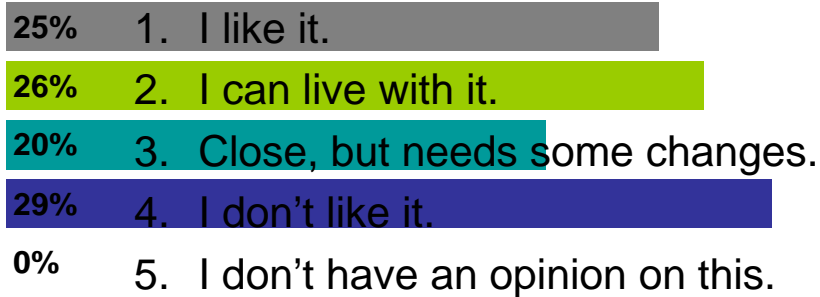 25% 1. I like it.
26% 2. I can live with it.
20% 3. Close, but needs some changes.
29% 4. I don’t like it.
0% 5. I don’t have an opinion on this.